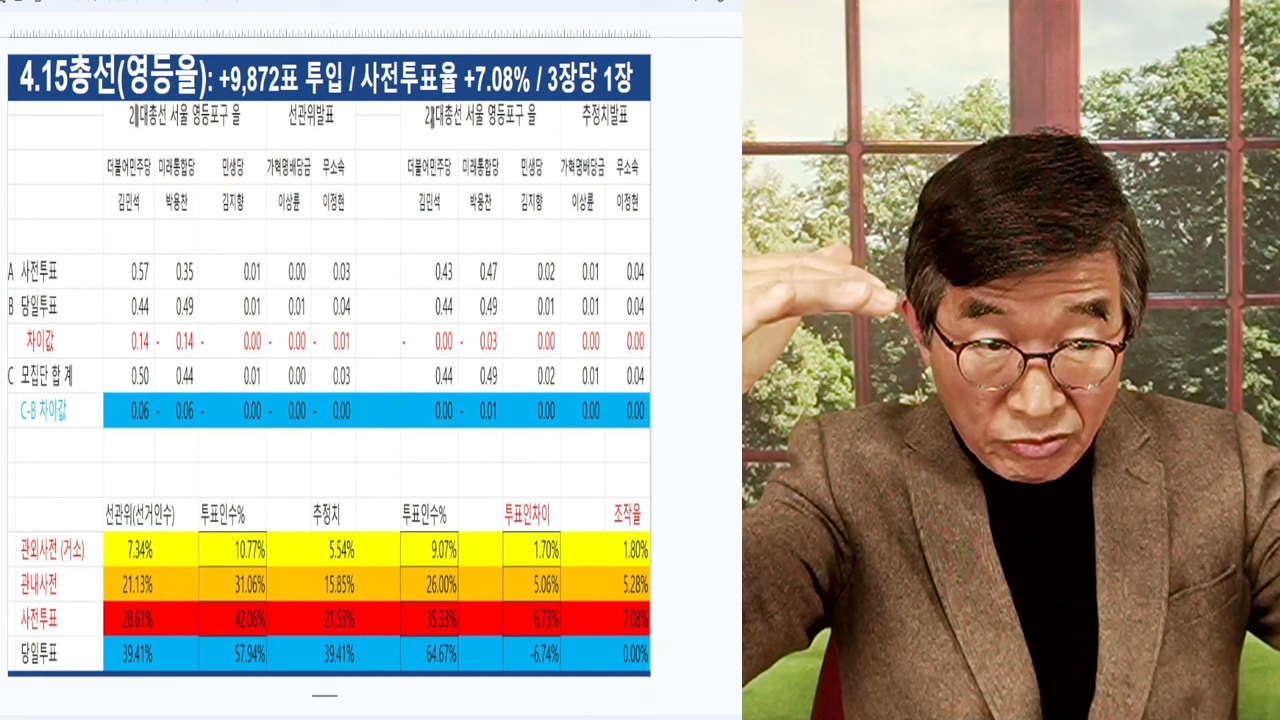 4.15총선(영등을): +9,872표 투입 / 사전투표율 +7.08% / 3장당 1장
대총선 서울 영등포구 을 선관위발표 대총선 서울 영등포구 을 추정치발표
더불어민주당 미래통합당 민생당 가혁명배당금 무소속 더불어민주당 미래통합당 민생당 가혁명배당금 무소속
김민석 박용찬 김지향 이상륜 이정현 김민석 박용찬 김지향 이상륜 이정현
A 사전투표 0.57 0.35 0.01 0.00 0.03 0.43 0.47 0.02 0.01 0.04
B 당일투표 0.44 0.49 0.01 0.01 0.04 0.44 0.49 0.01 0.01 0.04
차이값 0.14 - 0.14 - 0.00 - 0.00 - 0.01 - 0.00 - 0.03 0.00 0.00 0.00
C 모집단 합 계 0.50 0.44 0.01 0.00 0.03 0.44 0.49 0.02 0.01 0.04
C-B 차이값 0.06 - 0.06 - 0.00 - 0.00 - 0.00 0.00 - 0.01 0.00 0.00 0.00
선관위(선거인수) 투표인수% 추정치 투표인수% 투표인차이 조작율
관외사전 (거소) 7.34% 10.77% 5.54% 9.07% 1.70% 1.80%
관내사전 21.13% 31.06% 15.85% 26.00% 5.06% 5.28%
사전투표 28.61% 42.06% 21.53% 35.33% 6.73% 7.08%
당일투표 39.41% 57.94% 39.41% 64.67% -6.74% 0.00%